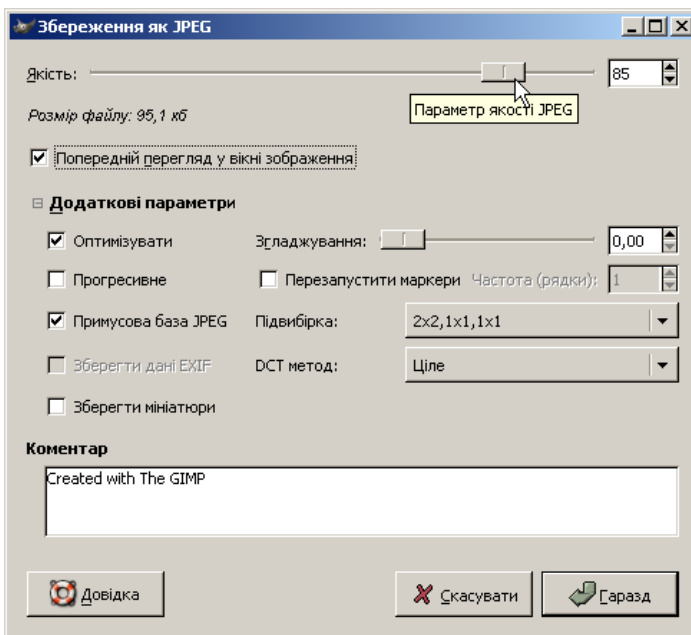 Збереження як JPEG
Якість: 85
Параметр якості JPEG
Розмір файлу: 95,1 кб
Попередній перегляд у вікні зображення
Додаткові параметри
Оптимізувати Згладжування: 0,00
Прогресивне Перезапустити маркери Частота (рядки): 1
Примусова база JPEG Підвибірка: 2x2,1x1,1x1
Зберегти дані EXIF DCT метод: Ціле
Зберегти мініатюри
Коментар
Created with The GIMP
Довідка Скасувати Гаразд